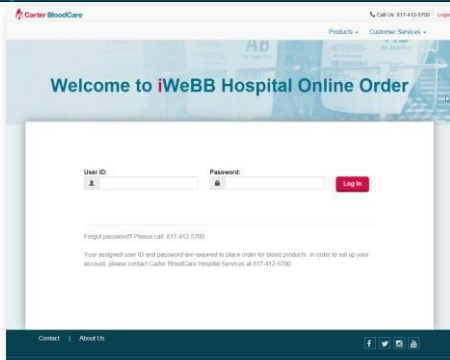 Carter BloodCare
Call Us: 817-412-5700 Login
Products Customer Services
AB
Welcome to iWeBB Hospital Online Order
User ID:
Password:
Log In
Forgot password? Please call: 817-412-5700.
Your assigned user ID and password are required to place order for blood products. In order to set up your
account, please contact Carter BloodCare Hospital Services at 817-412-5700.
Contact | About Us